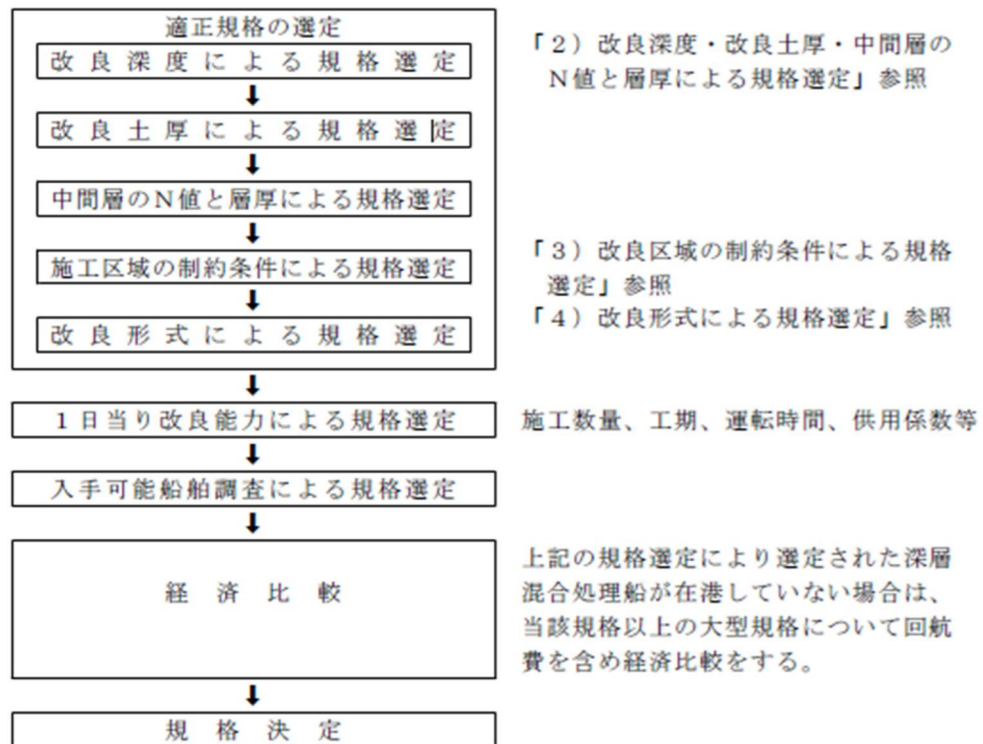 適正規格の選定
改良深度による規格選定
「2）改良深度・改良土厚・中間層の
N値と層厚による規格選定」参照
改良土厚による規格選定
中間層のN値と層厚による規格選定
施工区域の制約条件による規格選定
「3）改良区域の制約条件による規格
選定」参照
改良形式による規格選定
「4）改良形式による規格選定」参照
1日当り改良能力による規格選定
施工数量、工期、運転時間、供用係数等
入手可能船舶調査による規格選定
経済比較
上記の規格選定により選定された深層
混合処理船が在港していない場合は、
当該規格以上の大型規格について回航
費を含め経済比較をする。
規格決定